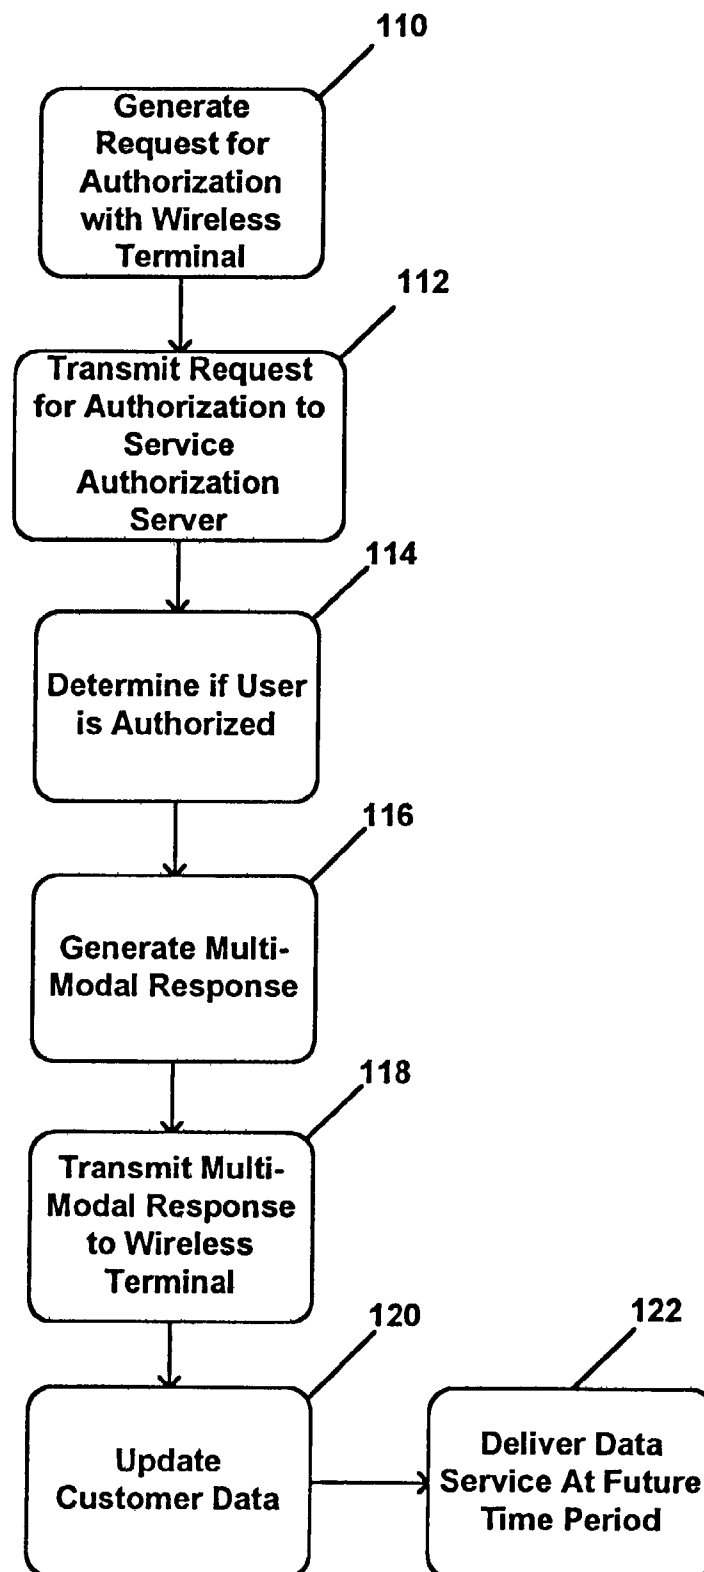 110
Generate
Request for
Authorization
with Wireless
Terminal
112
Transmit Request
for Authorization to
Service
Authorization
Server
114
Determine if User
is Authorized
116
Generate Multi-
Modal Response
118
Transmit Multi-
Modal Response
to Wireless
Terminal
120
Update
Customer Data
122
Deliver Data
Service At Future
Time Period